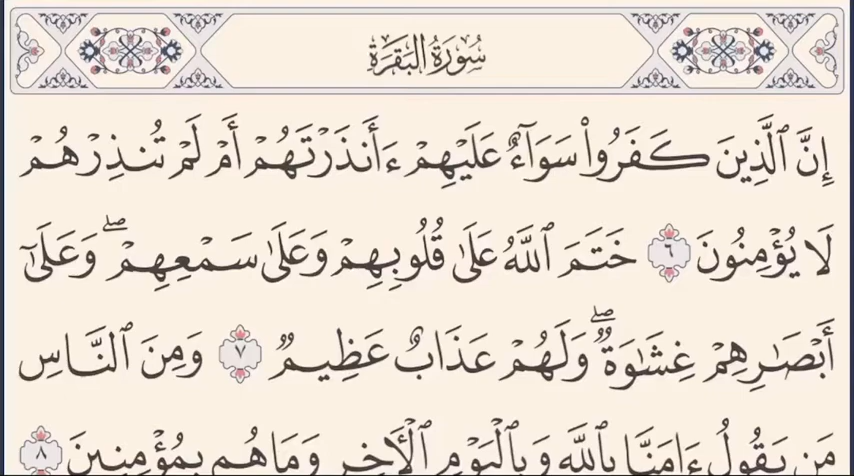 سُورَةُ البَقَرَةِ
إِنَّ ٱلَّذِينَ كَفَرُوا۟ سَوَآءٌ عَلَيْهِمْ ءَأَنذَرْتَهُمْ أَمْ لَمْ تُنذِرْهُمْ
لَا يُؤْمِنُونَ ٦ خَتَمَ ٱللَّهُ عَلَىٰ قُلُوبِهِمْ وَعَلَىٰ سَمْعِهِمْ ۖ وَعَلَىٰٓ
أَبْصَـٰرِهِمْ غِشَـٰوَةٌ ۖ وَلَهُمْ عَذَابٌ عَظِيمٌ ٧ وَمِنَ ٱلنَّاسِ
مَن يَقُولُ ءَامَنَّا بِٱللَّهِ وَبِٱلْيَوْمِ ٱلْـَٔاخِرِ وَمَا هُم بِمُؤْمِنِينَ ٨